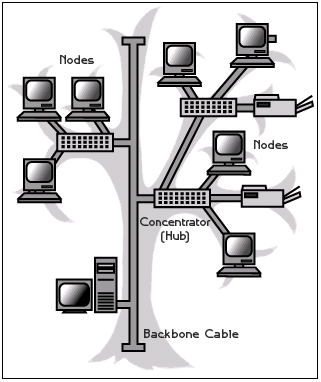 Nodes
Nodes
Concentrator
(Hub)
Backbone Cable